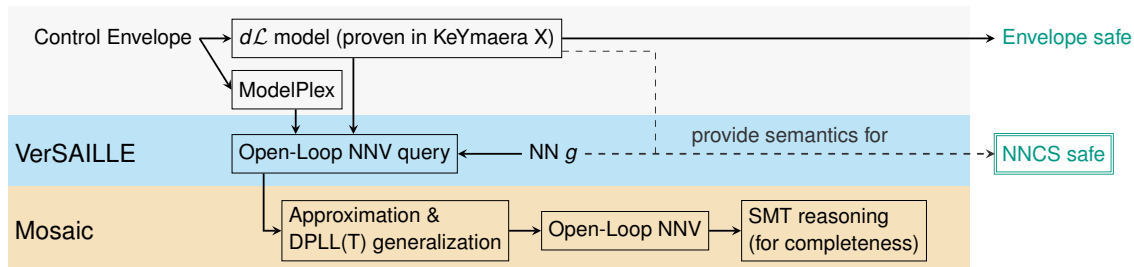 Control Envelope
dℒ model (proven in KeYmaera X)
Envelope safe
ModelPlex
VerSAILLE
Open-Loop NNV query
NN g
provide semantics for
NNCS safe
Mosaic
Approximation &
DPLL(T) generalization
Open-Loop NNV
SMT reasoning
(for completeness)